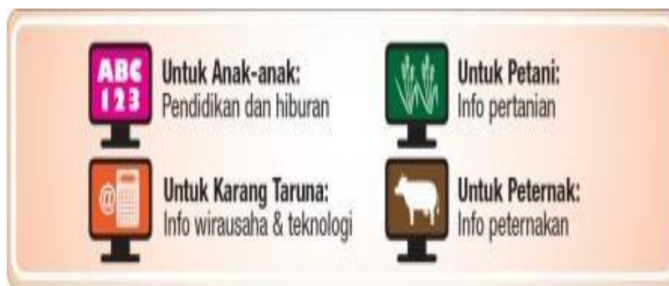 ABC
123
Untuk Anak-anak:
Pendidikan dan hiburan
Untuk Petani:
Info pertanian
@
Untuk Karang Taruna:
Info wirausaha & teknologi
Untuk Peternak:
Info peternakan